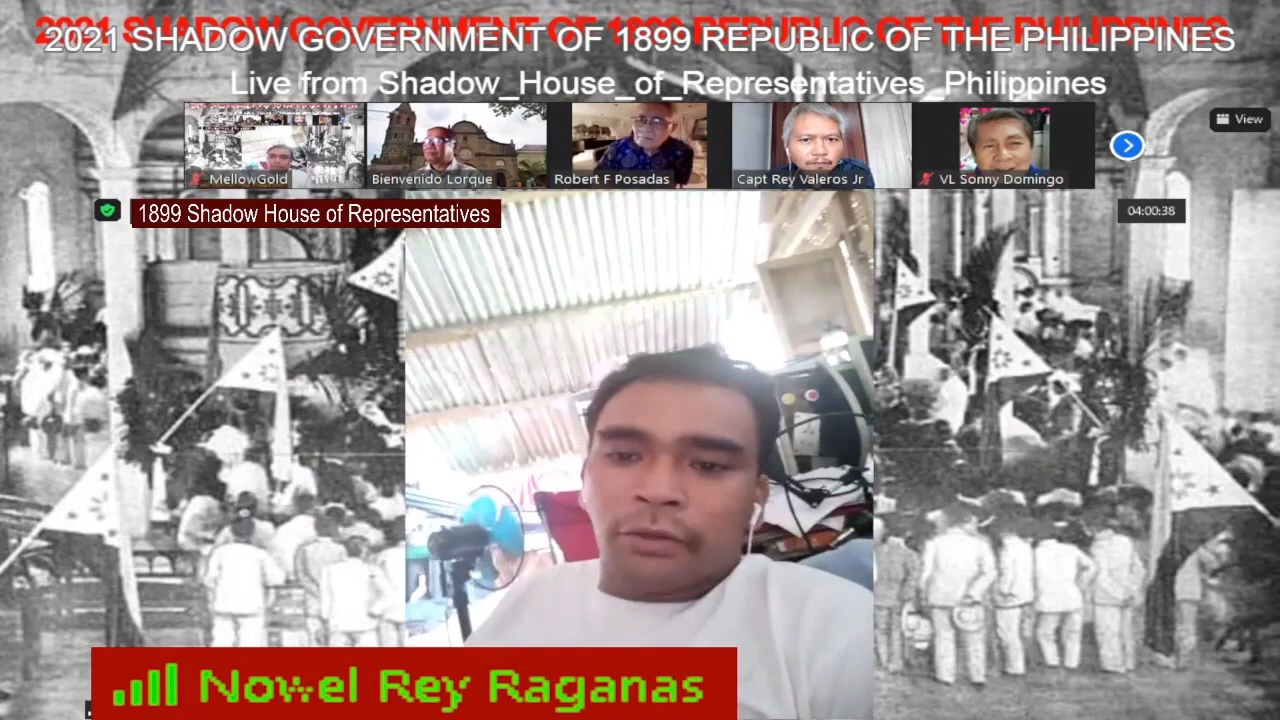 2021 SHADOW GOVERNMENT OF 1899 REPUBLIC OF THE PHILIPPINES
Live from Shadow_House_of_Representatives_Philippines
View
MellowGold
Bienvenido Lorque
Robert F Posadas
Capt Rey Valeros Jr
VL Sonny Domingo
1899 Shadow House of Representatives
04:00:38
Nowel Rey Raganas